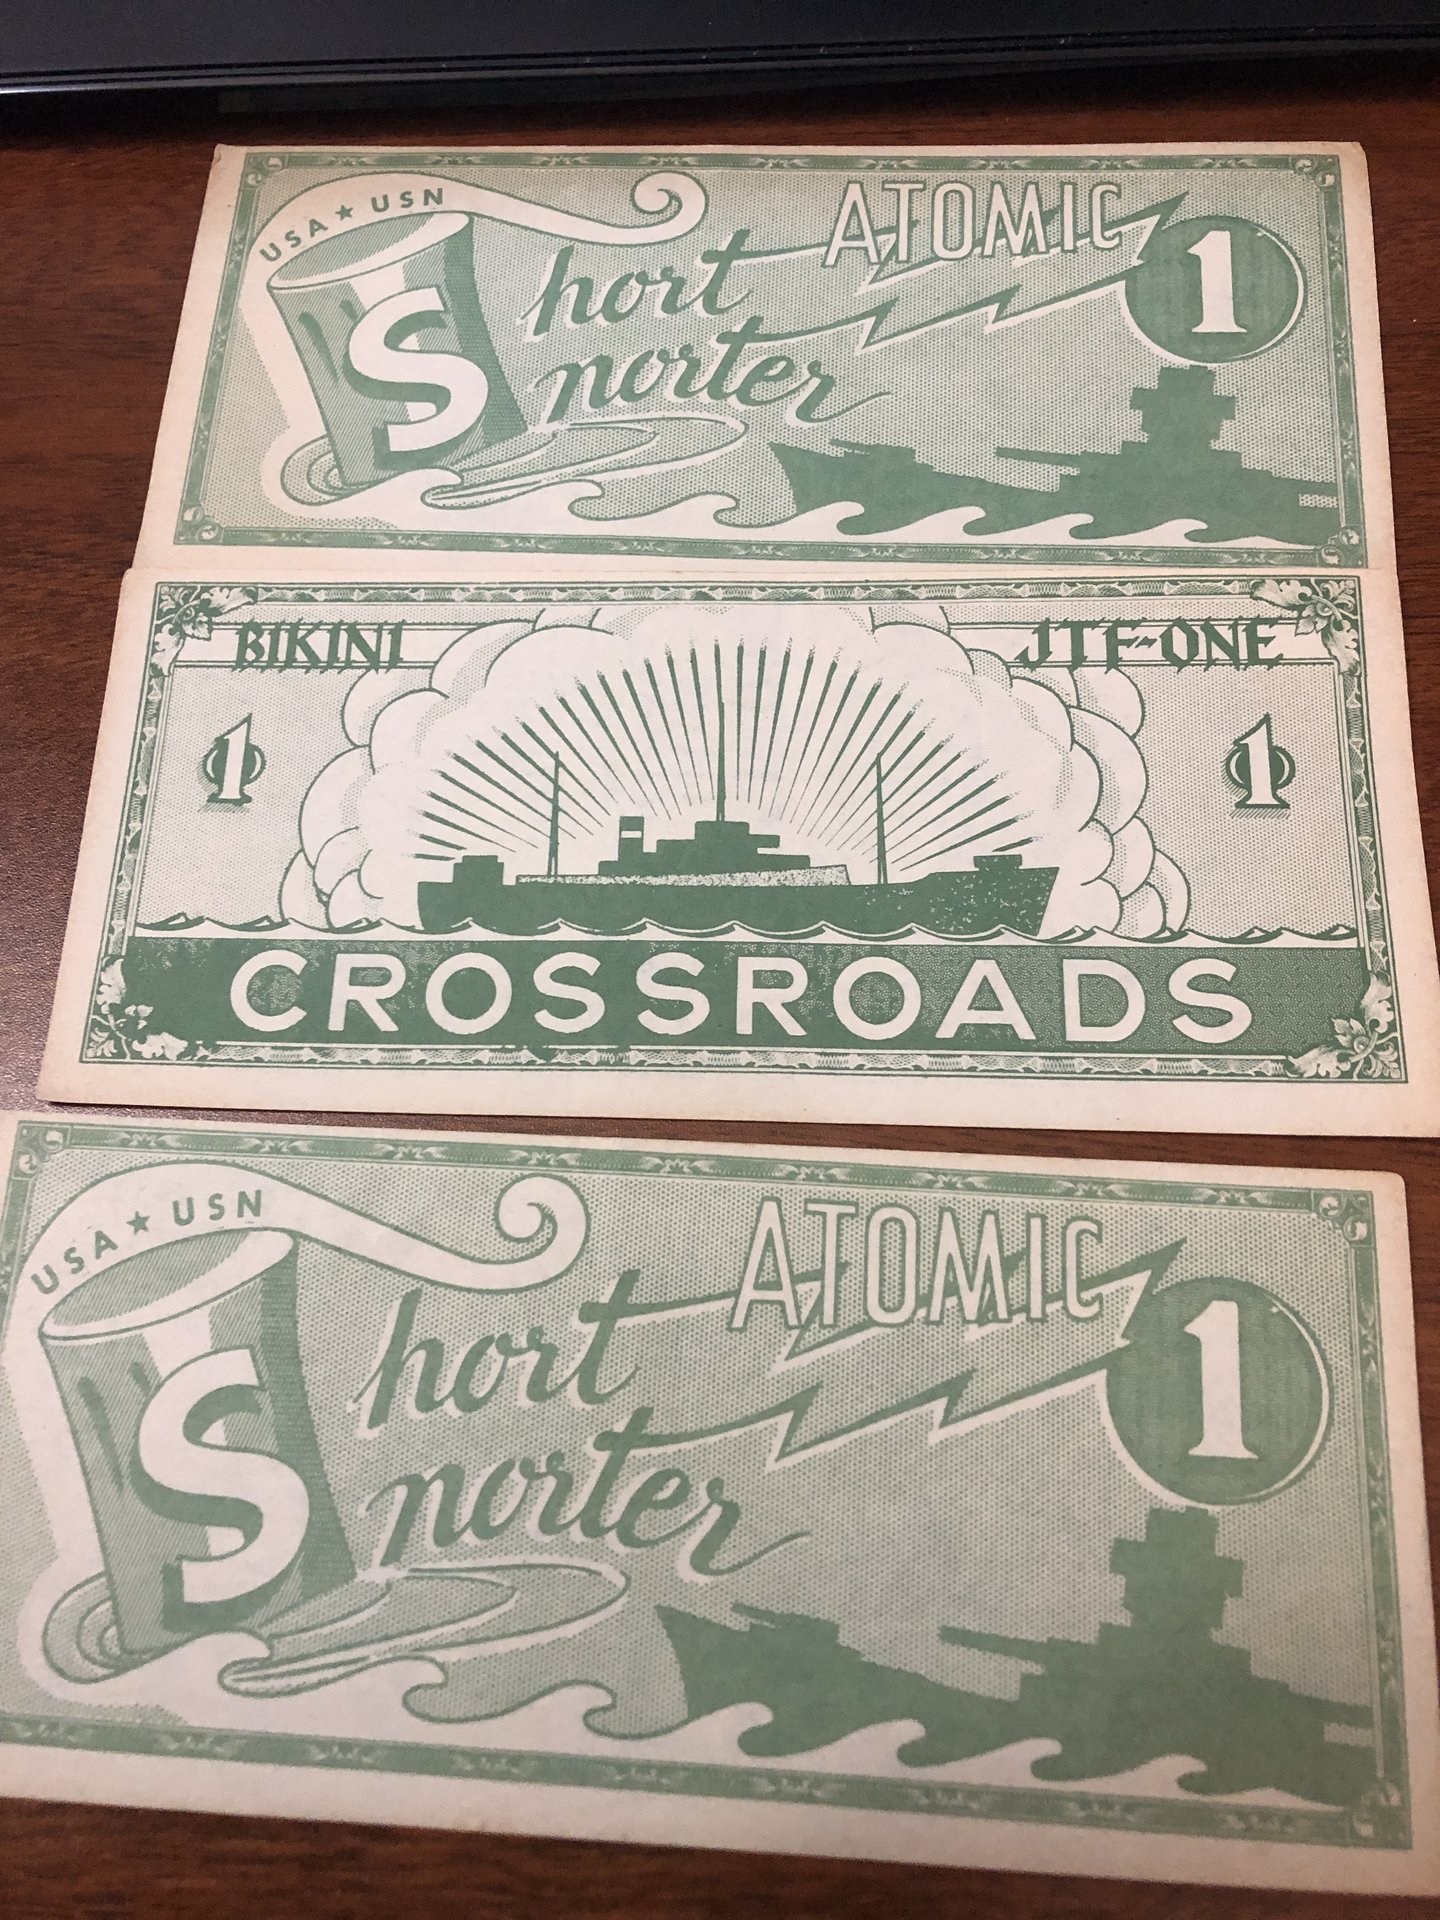 USA ★ USN
ATOMIC
1
Short
Snorter
BIKINI
JTF-ONE
1
1
CROSSROADS
USA ★ USN
ATOMIC
1
Short
Snorter